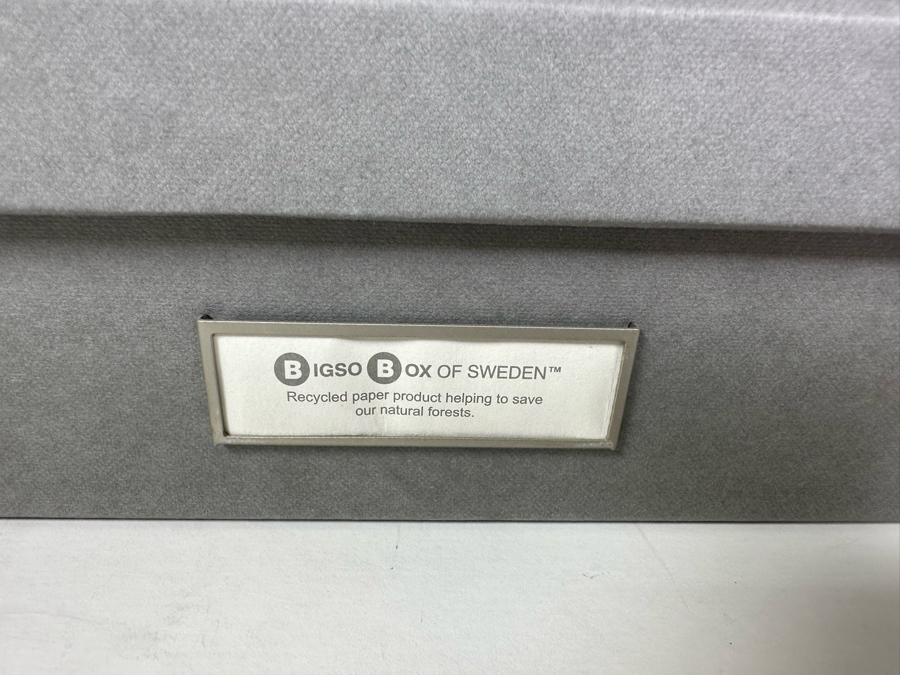 BIGSO BOX OF SWEDEN™
Recycled paper product helping to save
our natural forests.